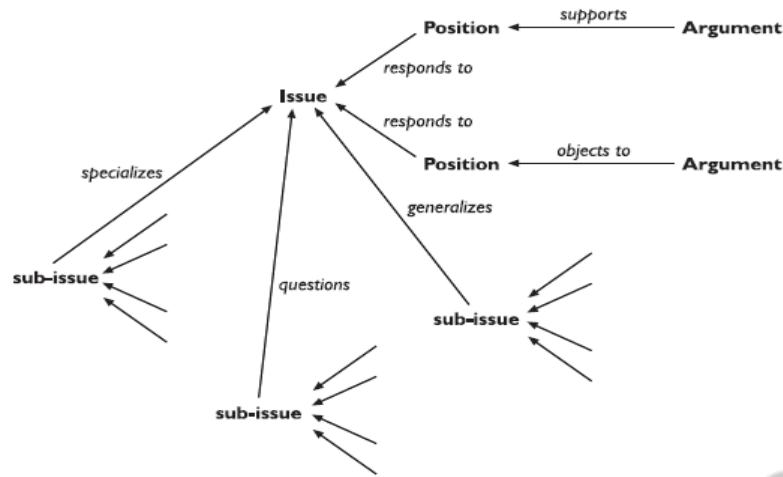 Position supports Argument
responds to
Issue
responds to
specializes
Position objects to Argument
generalizes
sub-issue
questions
sub-issue
sub-issue